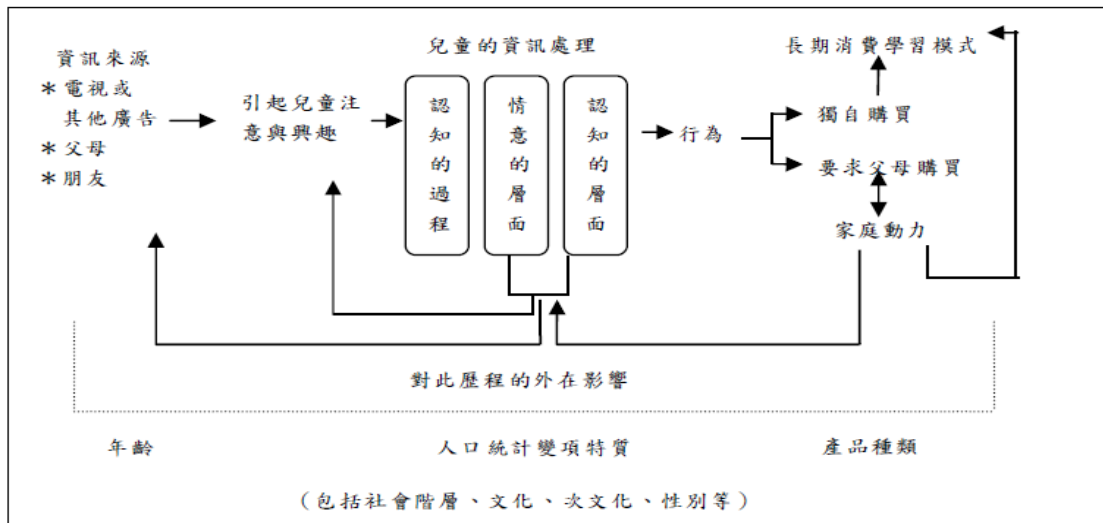 資訊來源
＊電視或
其他廣告
＊父母
＊朋友
引起兒童注
意與興趣
兒童的資訊處理
認知的過程
情意的層面
認知的層面
行為
長期消費學習模式
獨自購買
要求父母購買
家庭動力
對此歷程的外在影響
年齡
人口統計變項特質
產品種類
（包括社會階層、文化、次文化、性別等）